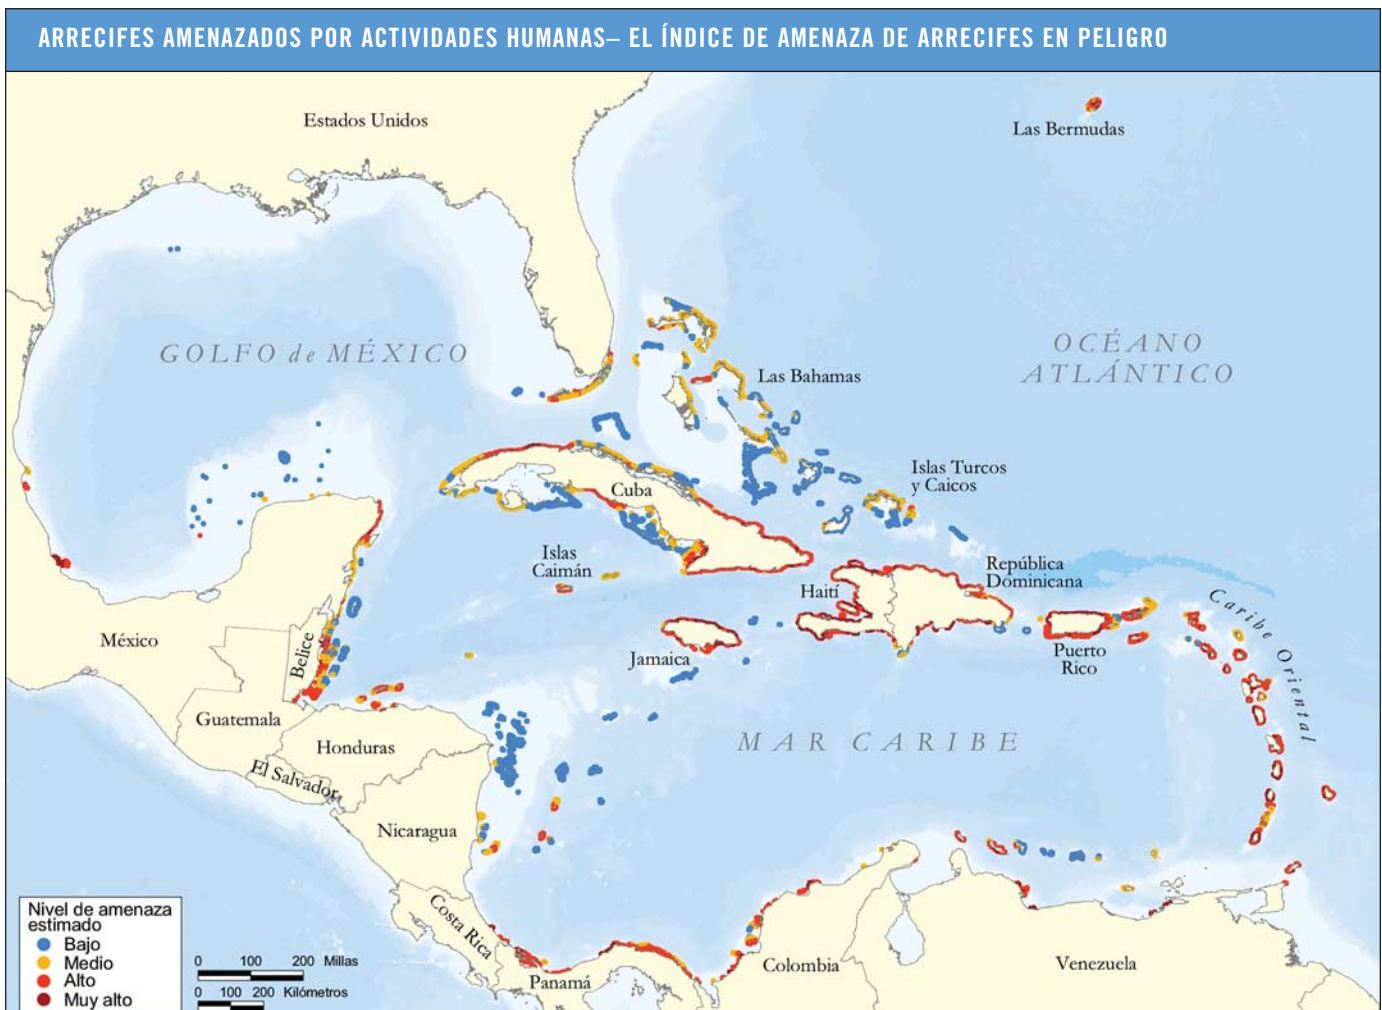 ARRECIFES AMENAZADOS POR ACTIVIDADES HUMANAS– EL ÍNDICE DE AMENAZA DE ARRECIFES EN PELIGRO
Las Bermudas
Estados Unidos
GOLFO de MÉXICO
OCÉANO
ATLÁNTICO
Las Bahamas
Islas Turcos
y Caicos
Cuba
Islas
Caimán
República
Dominicana
Haití
Caribe Oriental
México
Belice
Jamaica
Puerto
Rico
Guatemala
Honduras
MAR CARIBE
El Salvador
Nicaragua
Costa Rica
Panamá
Colombia
Venezuela
Nivel de amenaza
estimado
Bajo
Medio
Alto
Muy alto
0 100 200 Millas
0 100 200 Kilómetros